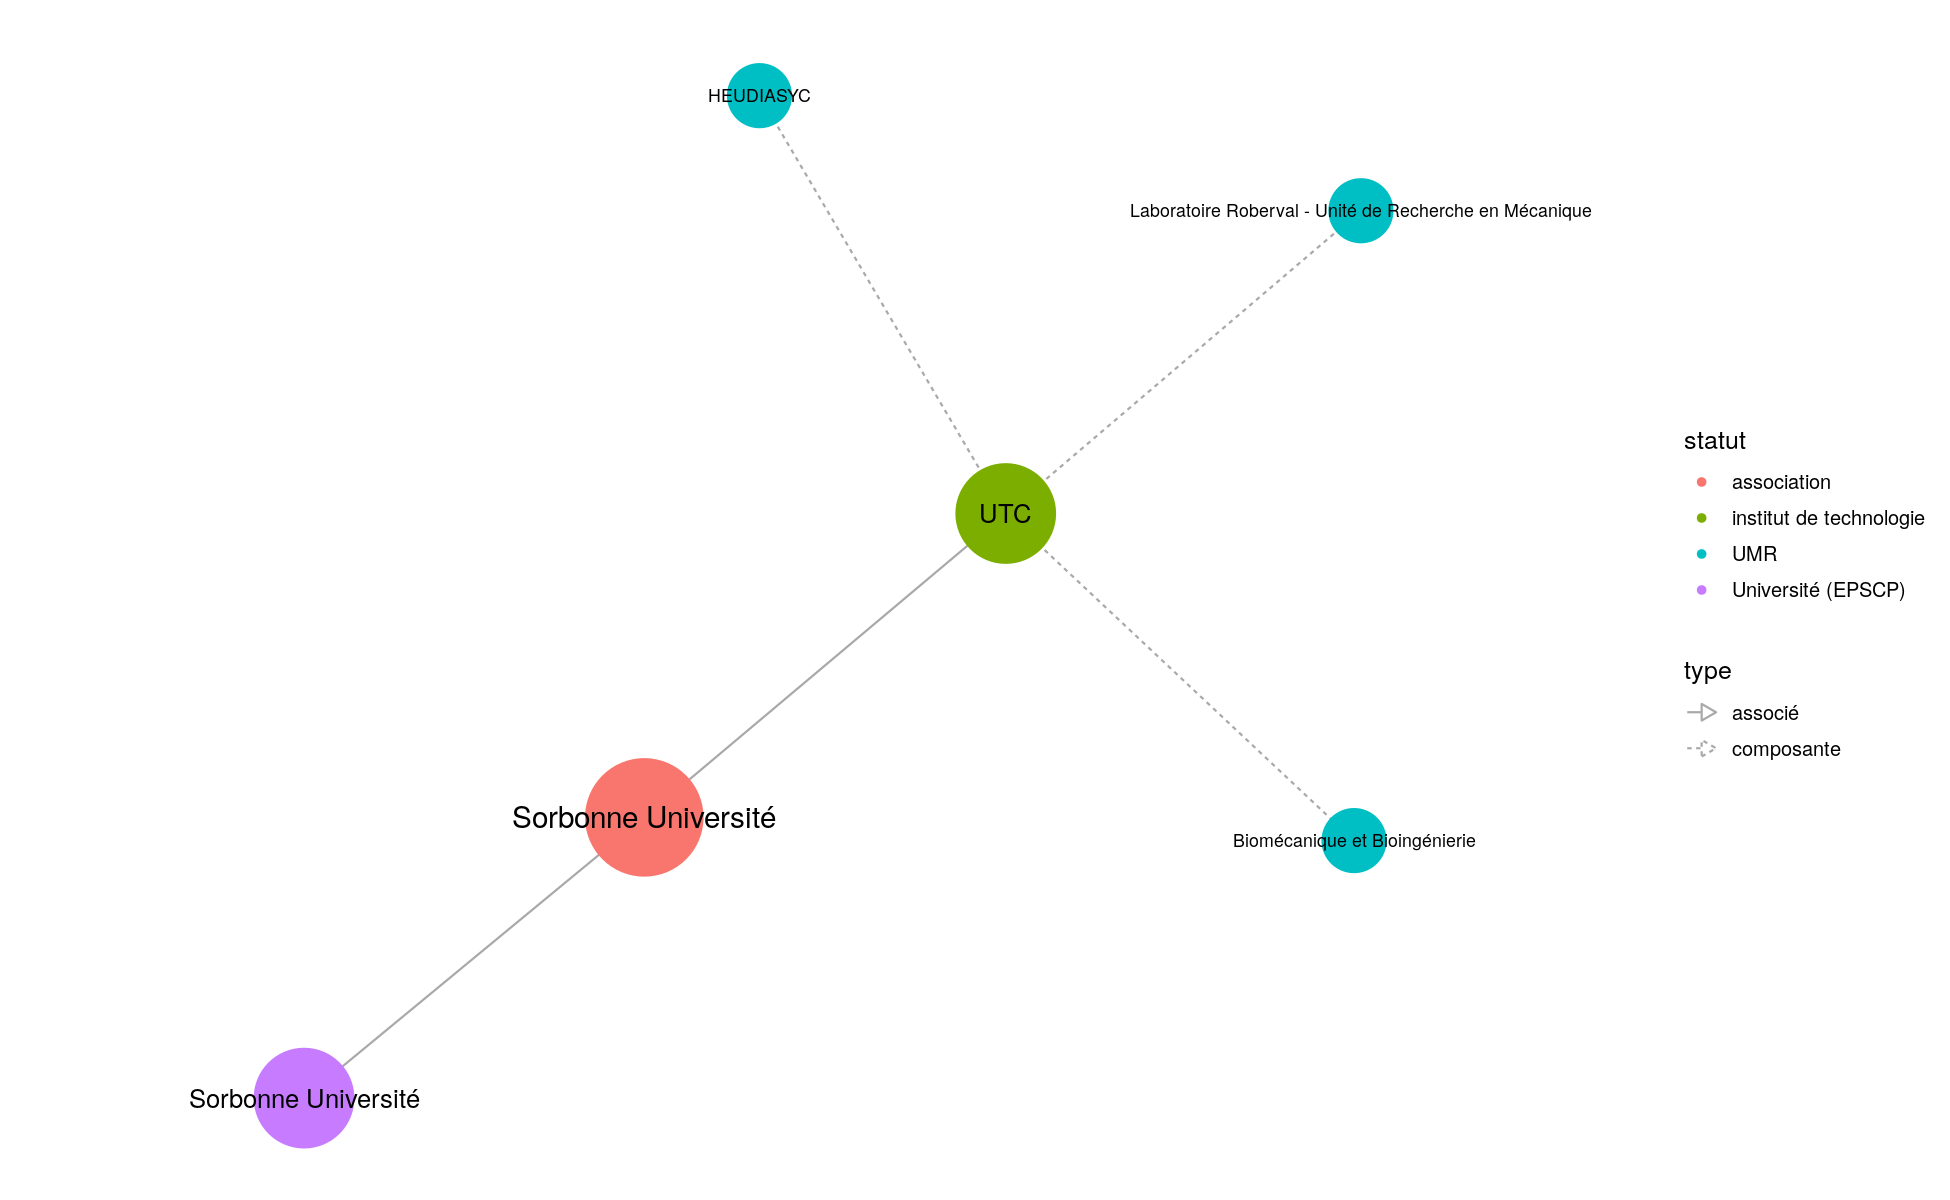 HEUDIASYC
Laboratoire Roberval - Unité de Recherche en Mécanique
UTC
Sorbonne Université
Biomécanique et Bioingénierie
Sorbonne Université
statut
association
institut de technologie
UMR
Université (EPSCP)
type
associé
composante